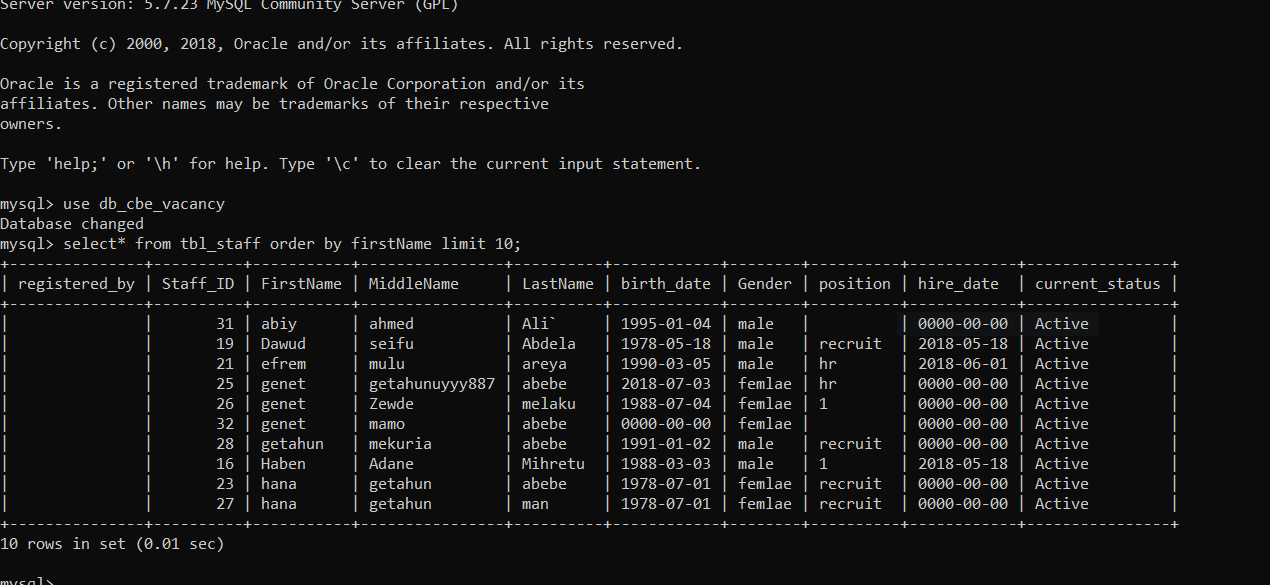 Server version: 5.7.23 MySQL Community Server (GPL)
Copyright (c) 2000, 2018, Oracle and/or its affiliates. All rights reserved.
Oracle is a registered trademark of Oracle Corporation and/or its
affiliates. Other names may be trademarks of their respective
owners.
Type 'help;' or '\h' for help. Type '\c' to clear the current input statement.
mysql> use db_cbe_vacancy
Database changed
mysql> select* from tbl_staff order by firstName limit 10;
+--------------+----------+-----------+----------------+----------+------------+--------+----------+------------+----------------+
| registered_by | Staff_ID | FirstName | MiddleName | LastName | birth_date | Gender | position | hire_date | current_status |
+--------------+----------+-----------+----------------+----------+------------+--------+----------+------------+----------------+
| | 31 | abiy | ahmed | Ali` | 1995-01-04 | male | | 0000-00-00 | Active |
| | 19 | Dawud | seifu | Abdela | 1978-05-18 | male | recruit | 2018-05-18 | Active |
| | 21 | efrem | mulu | areya | 1990-03-05 | male | hr | 2018-06-01 | Active |
| | 25 | genet | getahunuyyy887 | abebe | 2018-07-03 | femlae | hr | 0000-00-00 | Active |
| | 26 | genet | Zewde | melaku | 1988-07-04 | femlae | 1 | 0000-00-00 | Active |
| | 32 | genet | mamo | abebe | 0000-00-00 | femlae | | 0000-00-00 | Active |
| | 28 | getahun | mekuria | abebe | 1991-01-02 | male | recruit | 0000-00-00 | Active |
| | 16 | Haben | Adane | Mihretu | 1988-03-03 | male | 1 | 2018-05-18 | Active |
| | 23 | hana | getahun | abebe | 1978-07-01 | femlae | recruit | 0000-00-00 | Active |
| | 27 | hana | getahun | man | 1978-07-01 | femlae | recruit | 0000-00-00 | Active |
+--------------+----------+-----------+----------------+----------+------------+--------+----------+------------+----------------+
10 rows in set (0.01 sec)
mysql>